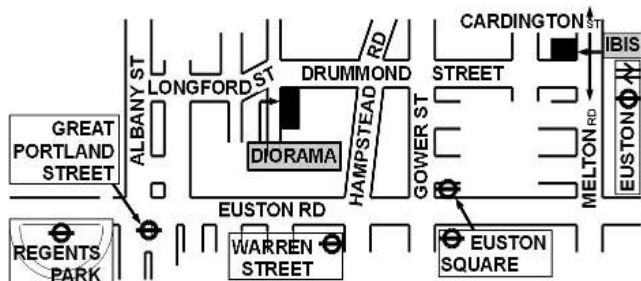 CARDINGTON ST
IBIS
DRUMMOND STREET
LONGFORD ST
ALBANY ST
HAMPSTEAD RD
GOWER ST
MELTON RD
EUSTON
GREAT
PORTLAND
STREET
DIORAMA
EUSTON RD
REGENTS
PARK
WARREN
STREET
EUSTON
SQUARE